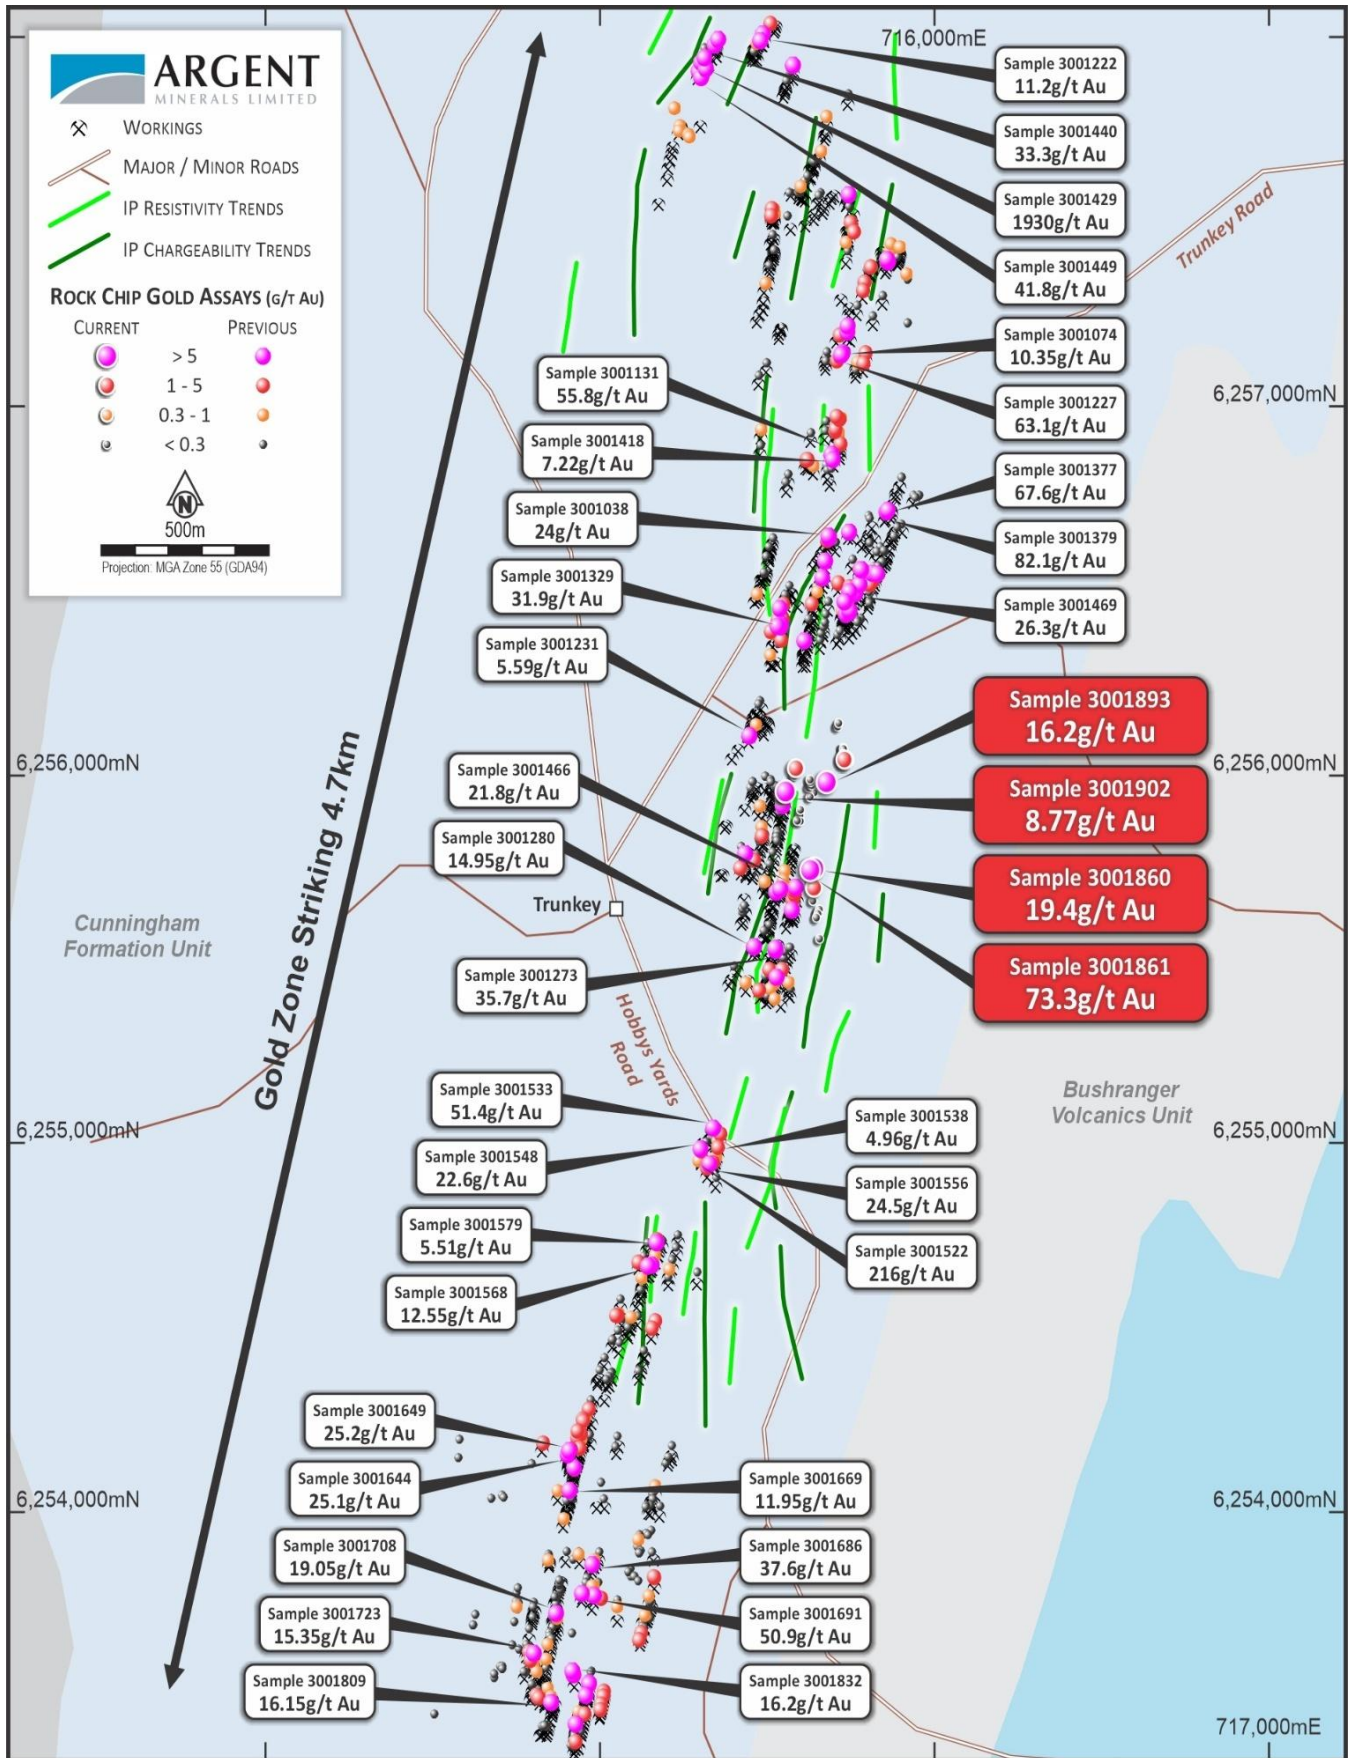 ARGENT
MINERALS LIMITED
WORKINGS
MAJOR / MINOR ROADS
IP RESISTIVITY TRENDS
IP CHARGEABILITY TRENDS
ROCK CHIP GOLD ASSAYS (G/T AU)
CURRENT PREVIOUS
> 5
1 - 5
0.3 - 1
< 0.3
N
500m
Projection: MGA Zone 55 (GDA94)
716,000mE
Sample 3001222
11.2g/t Au
Sample 3001440
33.3g/t Au
Sample 3001429
1930g/t Au
Sample 3001449
41.8g/t Au
Trunkey Road
Sample 3001074
10.35g/t Au
Sample 3001227
63.1g/t Au
6,257,000mN
Sample 3001131
55.8g/t Au
Sample 3001418
7.22g/t Au
Sample 3001377
67.6g/t Au
Sample 3001038
24g/t Au
Sample 3001379
82.1g/t Au
Sample 3001329
31.9g/t Au
Sample 3001469
26.3g/t Au
Sample 3001231
5.59g/t Au
Sample 3001893
16.2g/t Au
6,256,000mN
6,256,000mN
Sample 3001466
21.8g/t Au
Sample 3001902
8.77g/t Au
Sample 3001280
14.95g/t Au
Sample 3001860
19.4g/t Au
Trunkey
Cunningham
Formation Unit
Gold Zone Striking 4.7km
Sample 3001273
35.7g/t Au
Sample 3001861
73.3g/t Au
Hobbys Yards
Road
Bushranger
Volcanics Unit
Sample 3001533
51.4g/t Au
Sample 3001538
4.96g/t Au
6,255,000mN
6,255,000mN
Sample 3001548
22.6g/t Au
Sample 3001556
24.5g/t Au
Sample 3001579
5.51g/t Au
Sample 3001522
216g/t Au
Sample 3001568
12.55g/t Au
Sample 3001649
25.2g/t Au
Sample 3001644
25.1g/t Au
Sample 3001669
11.95g/t Au
6,254,000mN
6,254,000mN
Sample 3001708
19.05g/t Au
Sample 3001686
37.6g/t Au
Sample 3001723
15.35g/t Au
Sample 3001691
50.9g/t Au
Sample 3001809
16.15g/t Au
Sample 3001832
16.2g/t Au
717,000mE